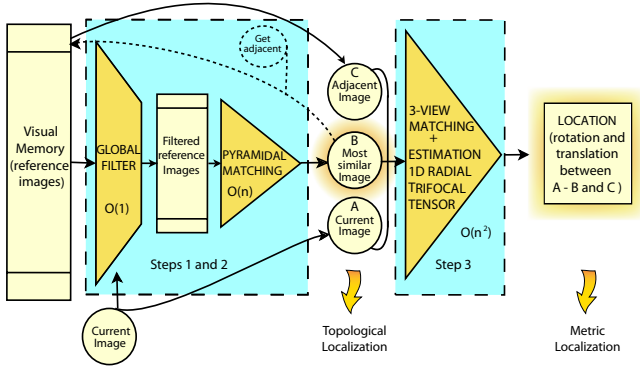 Visual
Memory
(reference
images)
GLOBAL
FILTER
O(1)
Filtered
reference
Images
PYRAMIDAL
MATCHING
O(n)
Steps 1 and 2
Get
adjacent
C
Adjacent
Image
B
Most
similar
Image
A
Current
Image
3-VIEW
MATCHING
+
ESTIMATION
1D RADIAL
TRIFOCAL
TENSOR
O(n²)
Step 3
LOCATION
(rotation and
translation
between
A - B and C )
Current
Image
Topological
Localization
Metric
Localization